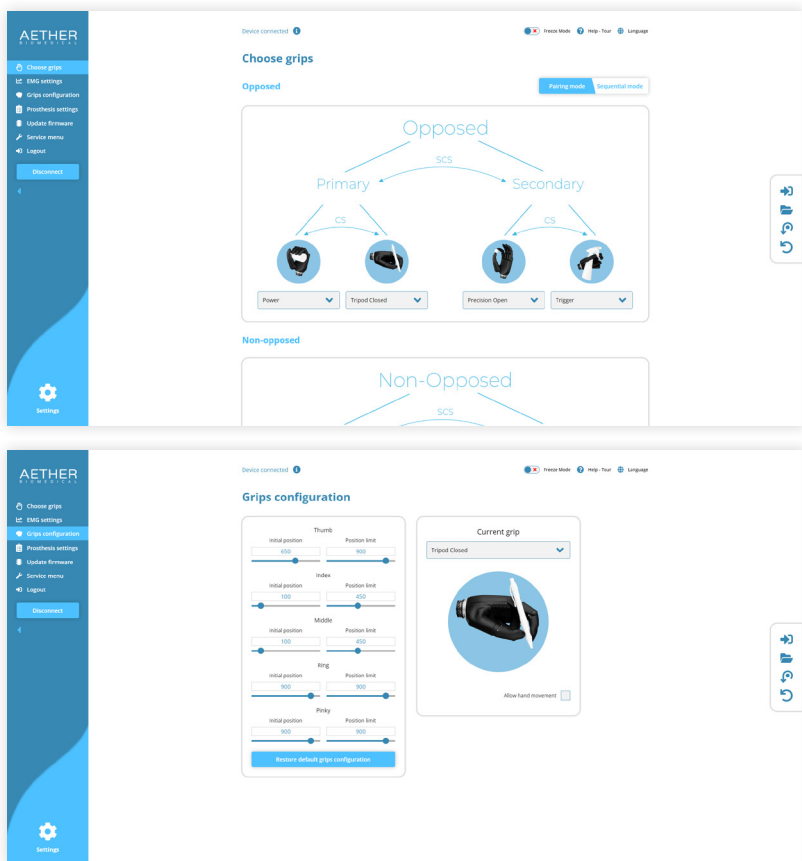 AETHER
BIOMEDICAL
Choose grips
EMG settings
Grips configuration
Prosthesis settings
Update firmware
Service menu
Logout
Disconnect
Settings
Device connected
Freeze Mode
Help - Tour
Language
Choose grips
Opposed
Pairing mode
Sequential mode
Opposed
SCS
Primary
Secondary
CS
CS
Power
Tripod Closed
Precision Open
Trigger
Non-opposed
Non-Opposed
SCS
AETHER
BIOMEDICAL
Choose grips
EMG settings
Grips configuration
Prosthesis settings
Update firmware
Service menu
Logout
Disconnect
Settings
Device connected
Freeze Mode
Help - Tour
Language
Grips configuration
Thumb
Initial position
Position limit
650
900
Index
Initial position
Position limit
100
450
Middle
Initial position
Position limit
100
450
Ring
Initial position
Position limit
900
900
Pinky
Initial position
Position limit
900
900
Restore default grips configuration
Current grip
Tripod Closed
Allow hand movement